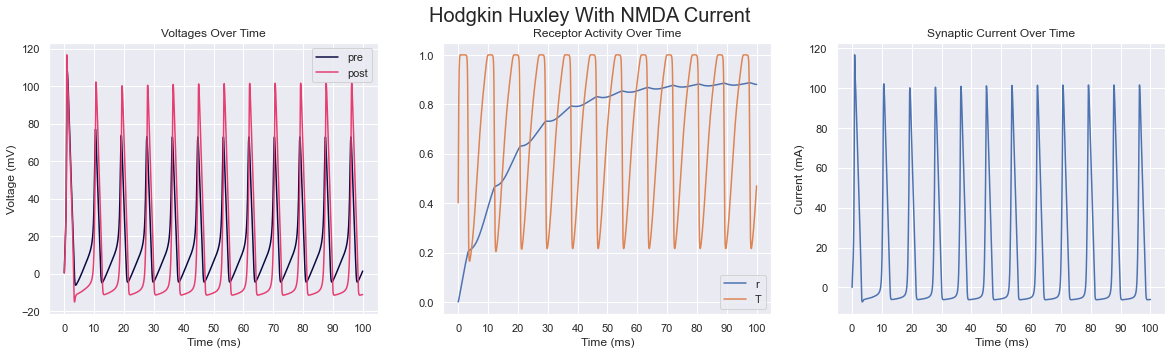 Hodgkin Huxley With NMDA Current
Voltages Over Time
Voltage (mV)
120
100
80
60
40
20
0
−20
0 10 20 30 40 50 60 70 80 90 100
Time (ms)
pre
post
Receptor Activity Over Time
1.0
0.8
0.6
0.4
0.2
0.0
0 10 20 30 40 50 60 70 80 90 100
Time (ms)
r
T
Synaptic Current Over Time
Current (mA)
120
100
80
60
40
20
0
0 10 20 30 40 50 60 70 80 90 100
Time (ms)